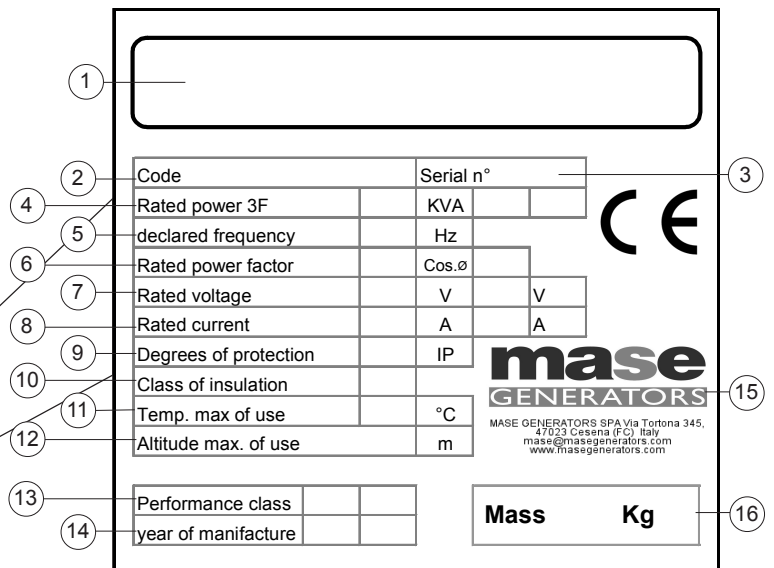 1
2 Code Serial n° 3
4 Rated power 3F KVA
5 declared frequency Hz
6 Rated power factor Cos.ø
7 Rated voltage V V
8 Rated current A A
9 Degrees of protection IP
10 Class of insulation
11 Temp. max of use °C
12 Altitude max. of use m
CE
mase
GENERATORS 15
MASE GENERATORS SPA Via Tortona 345,
47023 Cesena (FC) Italy
mase@masegenerators.com
www.masegenerators.com
13 Performance class
14 year of manifacture
Mass Kg 16